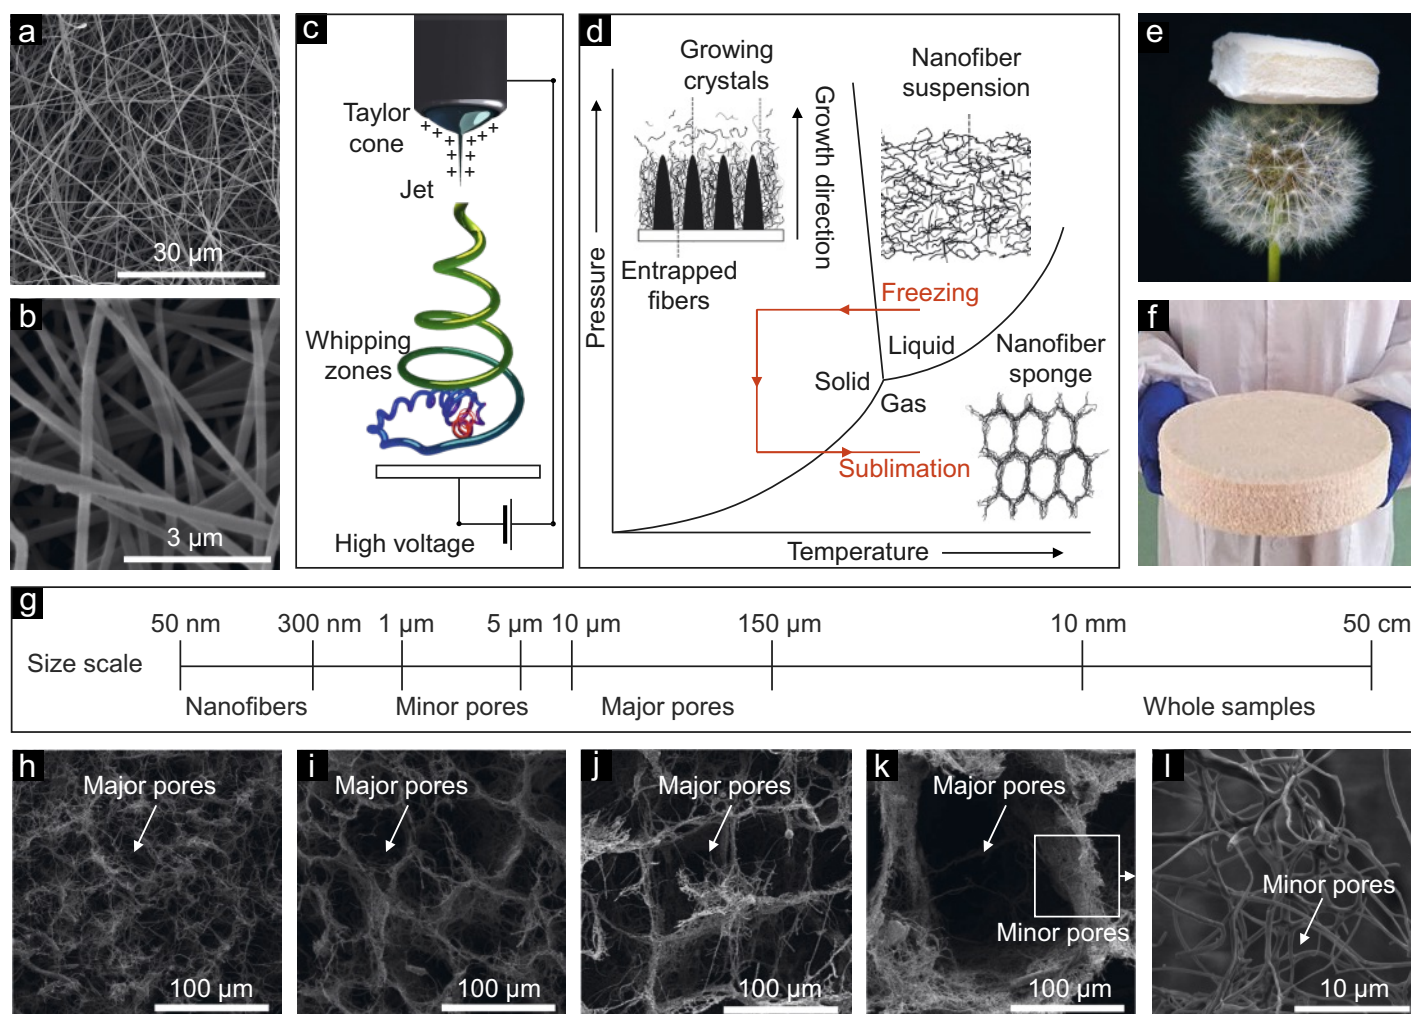 a
30 µm
b
3 µm
c
Taylor
cone
+ + + + + + + + + + + +
Jet
Whipping
zones
High voltage
d
Growing
crystals
Growth direction
Nanofiber
suspension
Entrapped
fibers
Pressure
Freezing
Liquid
Solid
Gas
Nanofiber
sponge
Sublimation
Temperature
e
f
g
50 nm 300 nm 1 µm 5 µm 10 µm 150 µm 10 mm 50 cm
Size scale
Nanofibers Minor pores Major pores Whole samples
h
Major pores
100 µm
i
Major pores
100 µm
j
Major pores
100 µm
k
Major pores
Minor pores
100 µm
l
Minor pores
10 µm